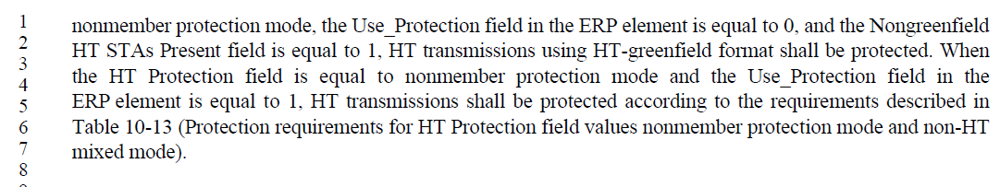 1 nonmember protection mode, the Use_Protection field in the ERP element is equal to 0, and the Nongreenfield
2 HT STAs Present field is equal to 1, HT transmissions using HT-greenfield format shall be protected. When
3 the HT Protection field is equal to nonmember protection mode and the Use_Protection field in the
4
5 ERP element is equal to 1, HT transmissions shall be protected according to the requirements described in
6 Table 10-13 (Protection requirements for HT Protection field values nonmember protection mode and non-HT
7 mixed mode).
8